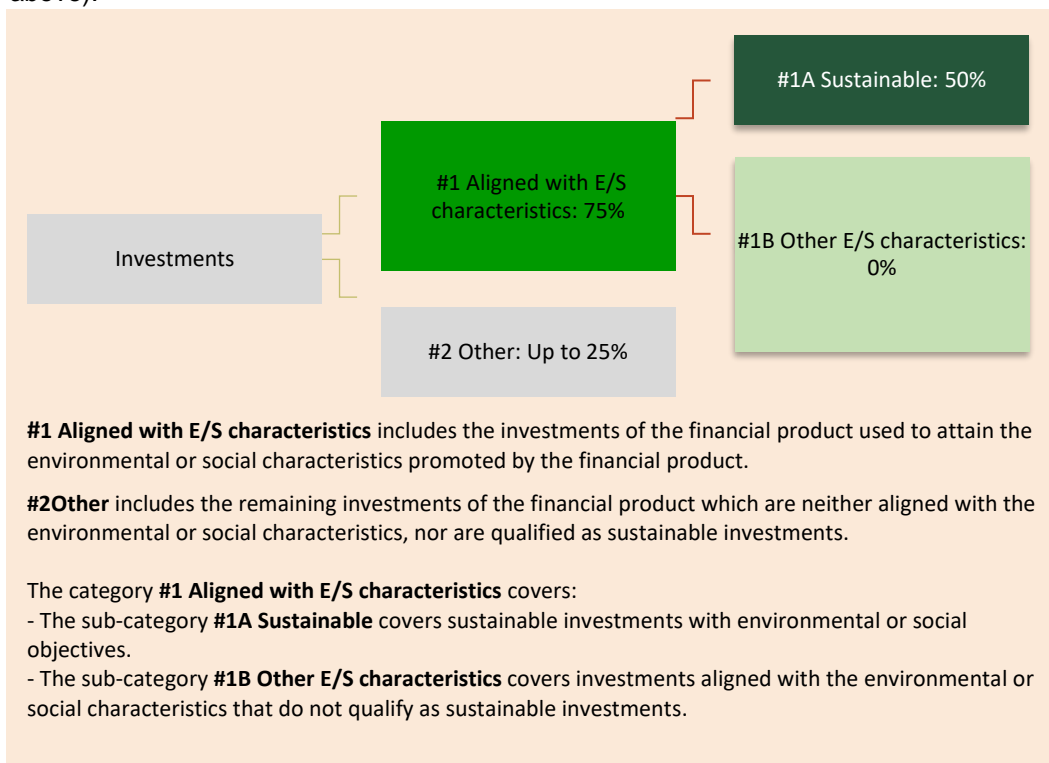 #1A Sustainable: 50%
#1 Aligned with E/S
characteristics: 75%
#1B Other E/S characteristics:
0%
Investments
#2 Other: Up to 25%
#1 Aligned with E/S characteristics includes the investments of the financial product used to attain the
environmental or social characteristics promoted by the financial product.
#2Other includes the remaining investments of the financial product which are neither aligned with the
environmental or social characteristics, nor are qualified as sustainable investments.
The category #1 Aligned with E/S characteristics covers:
- The sub-category #1A Sustainable covers sustainable investments with environmental or social
objectives.
- The sub-category #1B Other E/S characteristics covers investments aligned with the environmental or
social characteristics that do not qualify as sustainable investments.